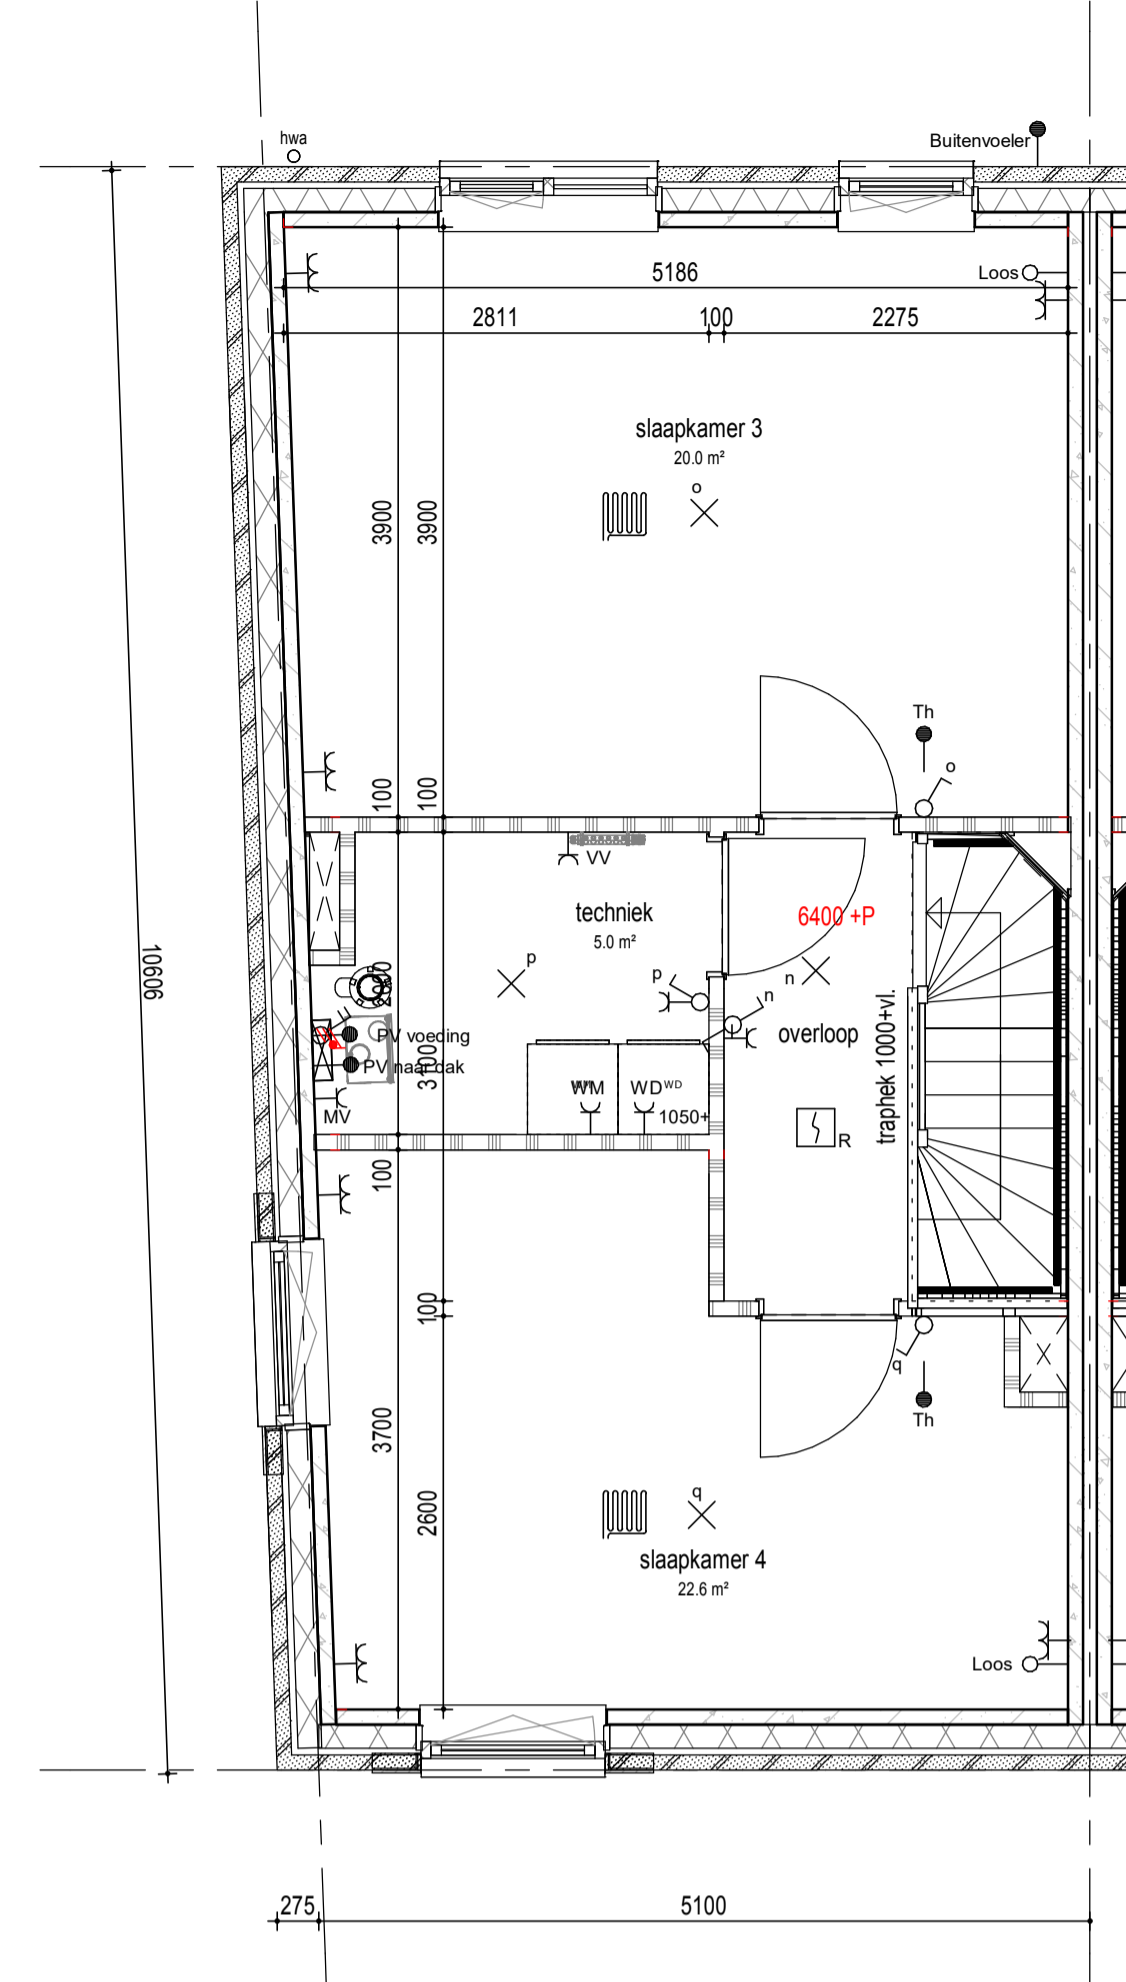 hwa
Buitenvoeler
5186
Loos
2811
100
2275
slaapkamer 3
20.0 m²
o
3900
3900
Th
o
100
100
VV
techniek
5.0 m²
6400 +P
p
p
n
n
overloop
traphek 1000+vl.
10606
PV voeding
PV naar dak
3100
WM
WD
WD
1050+
MV
R
100
100
q
Th
3700
2600
q
slaapkamer 4
22.6 m²
Loos
275
5100